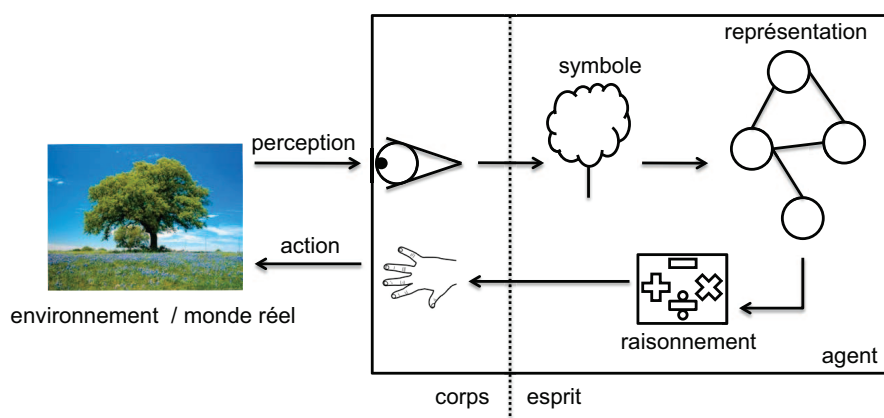 représentation
symbole
perception
action
environnement / monde réel
raisonnement
agent
corps
esprit